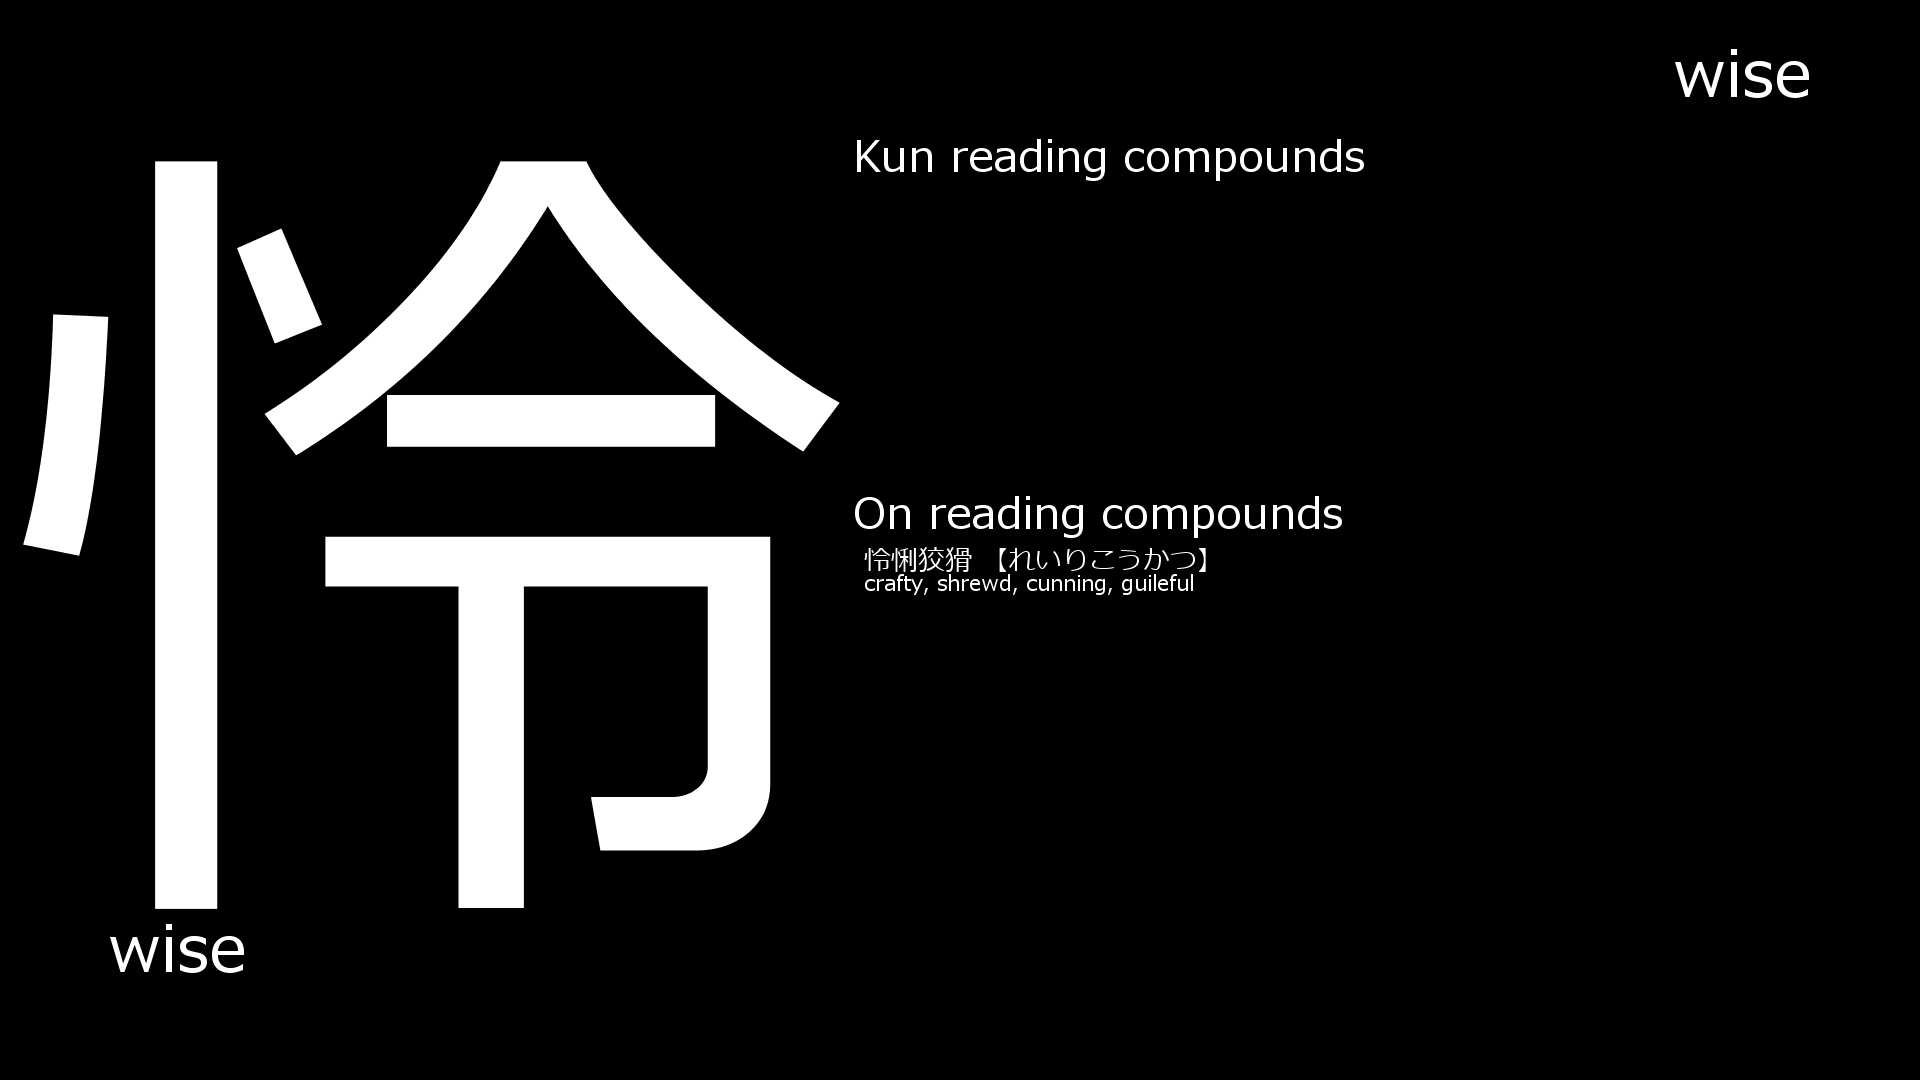 wise
怜
Kun reading compounds
On reading compounds
怜悧狡猾 【れいりこうかつ】
crafty, shrewd, cunning, guileful
wise